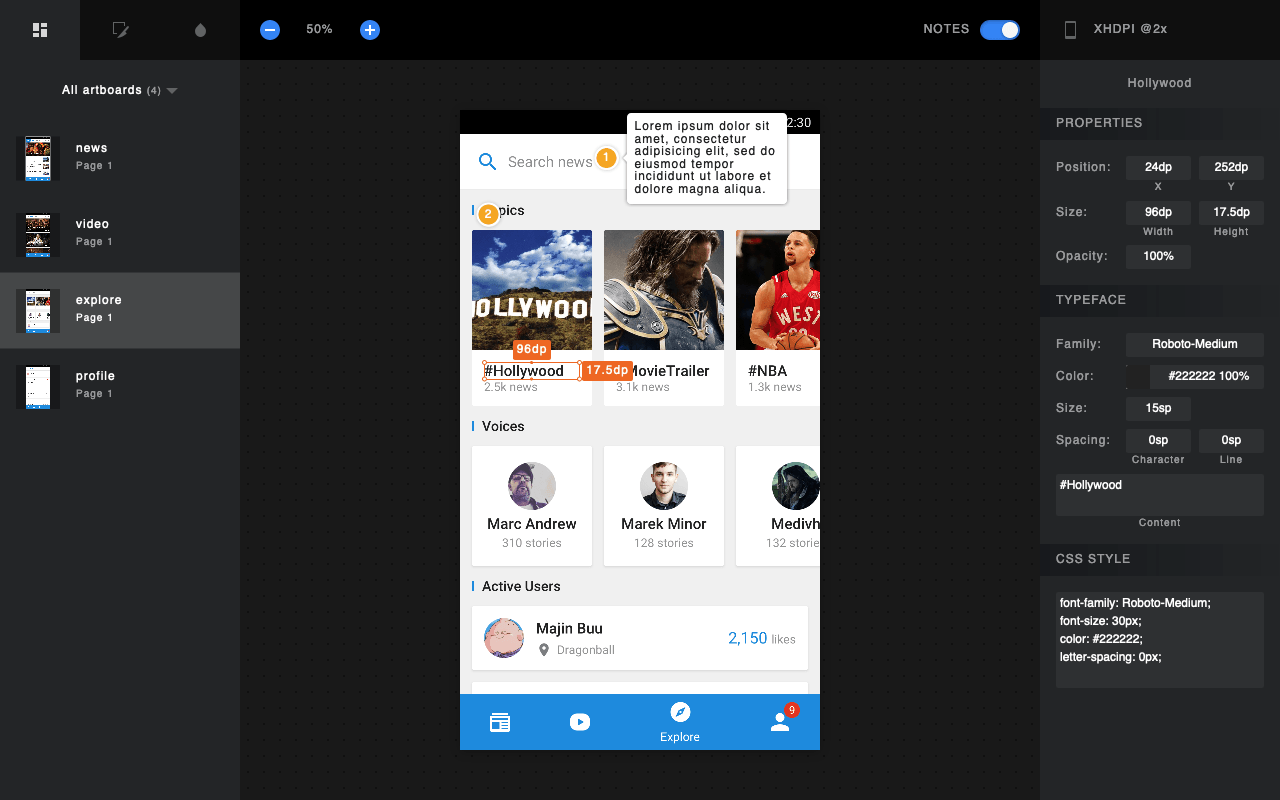 50%
NOTES
XHDPI @2x
All artboards (4)
news
Page 1
video
Page 1
explore
Page 1
profile
Page 1
2:30
Search news
1
Lorem ipsum dolor sit
amet, consectetur
adipisicing elit, sed do
eiusmod tempor
incididunt ut labore et
dolore magna aliqua.
2
pics
HOLLYWOOD
WEST
96dp
#Hollywood
17.5dp
MovieTrailer
#NBA
2.5k news
3.1k news
1.3k news
Voices
Marc Andrew
Marek Minor
Medivh
310 stories
128 stories
132 storie
Active Users
Majin Buu
Dragonball
2,150 likes
Explore
9
Hollywood
PROPERTIES
Position:
24dp
252dp
X
Y
Size:
96dp
17.5dp
Width
Height
Opacity:
100%
TYPEFACE
Family:
Roboto-Medium
Color:
#222222 100%
Size:
15sp
Spacing:
0sp
0sp
Character
Line
#Hollywood
Content
CSS STYLE
font-family: Roboto-Medium;
font-size: 30px;
color: #222222;
letter-spacing: 0px;